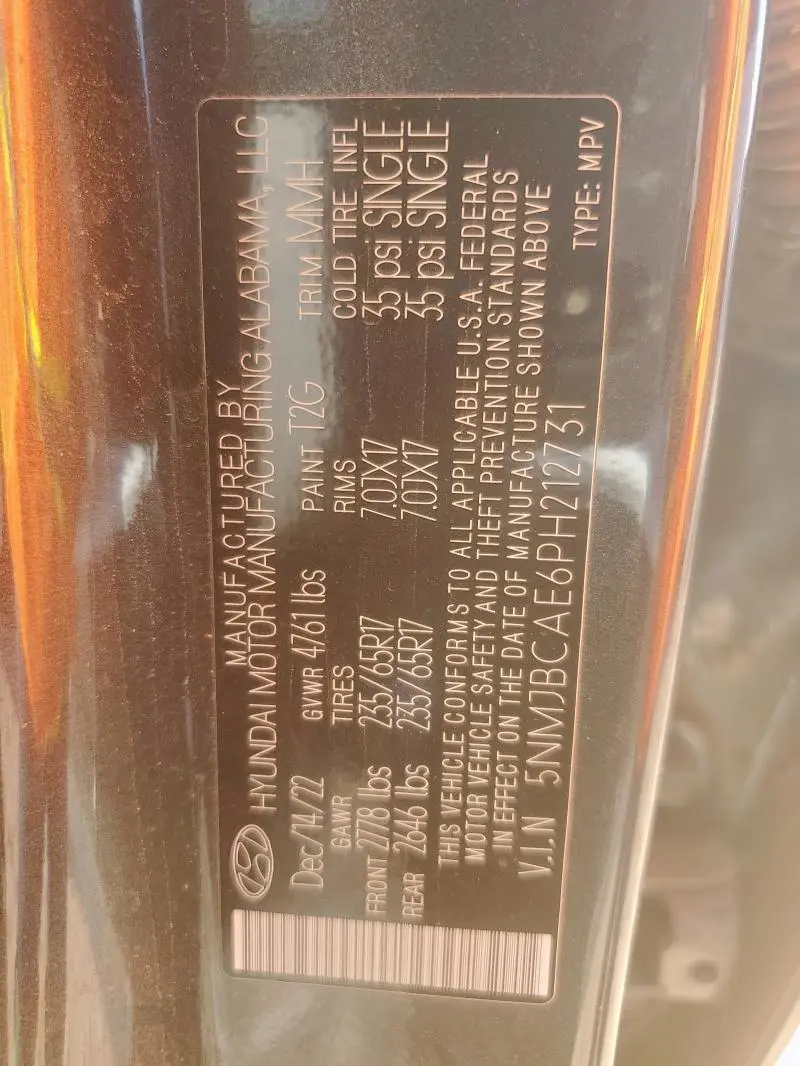 MANUFACTURED BY
HYUNDAI MOTOR MANUFACTURING ALABAMA, LLC
Dec/14/22 GVWR 4761 lbs PAINT T2G TRIM MMH
GAWR TIRES RIMS COLD TIRE INFL
FRONT 2778 lbs 235/65R17 7.0JX17 35 psi SINGLE
REAR 2646 lbs 235/65R17 7.0JX17 35 psi SINGLE
THIS VEHICLE CONFORMS TO ALL APPLICABLE U.S.A. FEDERAL
MOTOR VEHICLE SAFETY AND THEFT PREVENTION STANDARDS
IN EFFECT ON THE DATE OF MANUFACTURE SHOWN ABOVE
V.I.N 5NMJBCAE6PH212731 TYPE: MPV